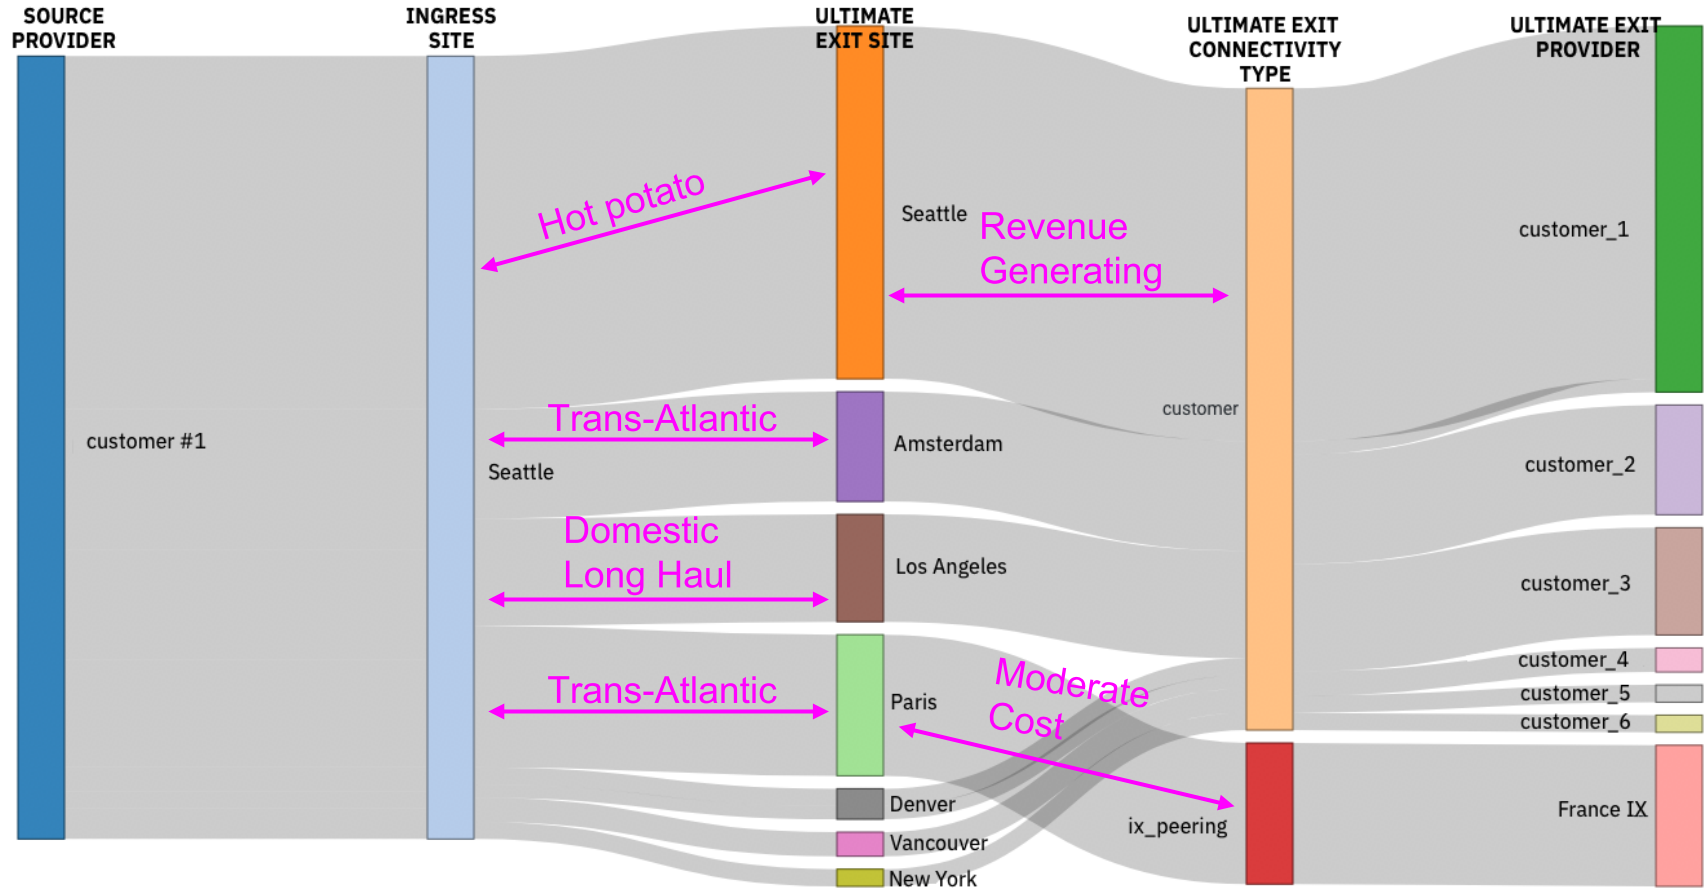 SOURCE
PROVIDER
INGRESS
SITE
ULTIMATE
EXIT SITE
ULTIMATE EXIT
CONNECTIVITY
TYPE
ULTIMATE EXIT
PROVIDER
customer #1
Seattle
Hot potato
Trans-Atlantic
Domestic
Long Haul
Trans-Atlantic
Seattle
Amsterdam
Los Angeles
Paris
Denver
Vancouver
New York
Revenue
Generating
Moderate
Cost
customer
ix_peering
customer_1
customer_2
customer_3
customer_4
customer_5
customer_6
France IX